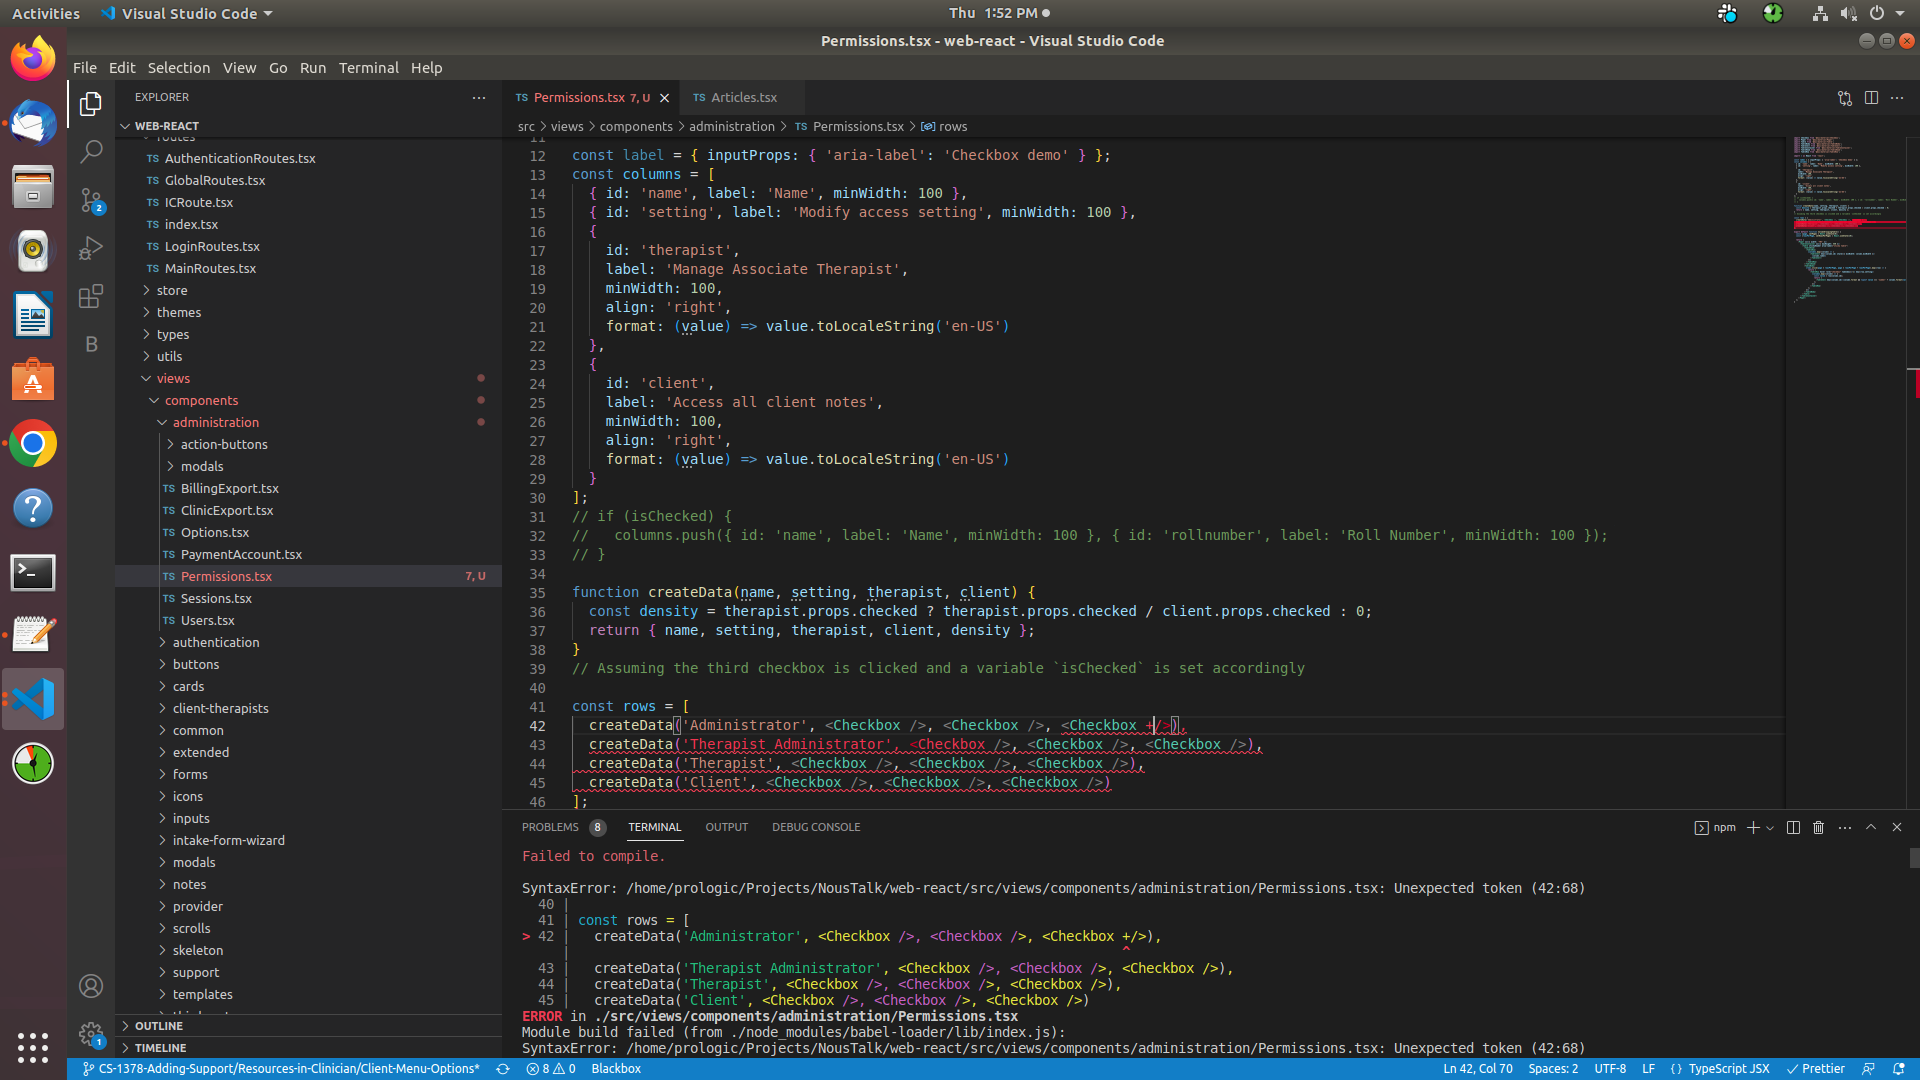 Activities Visual Studio Code Thu 1:52 PM
Permissions.tsx - web-react - Visual Studio Code
File Edit Selection View Go Run Terminal Help
EXPLORER
WEB-REACT
routes
TS AuthenticationRoutes.tsx
TS GlobalRoutes.tsx
TS ICRoute.tsx
TS index.tsx
TS LoginRoutes.tsx
TS MainRoutes.tsx
store
themes
types
utils
views
components
administration
action-buttons
modals
TS BillingExport.tsx
TS ClinicExport.tsx
TS Options.tsx
TS PaymentAccount.tsx
TS Permissions.tsx 7, U
TS Sessions.tsx
TS Users.tsx
authentication
buttons
cards
client-therapists
common
extended
forms
icons
inputs
intake-form-wizard
modals
notes
provider
scrolls
skeleton
support
templates
OUTLINE
TIMELINE
2
B
1
TS Permissions.tsx 7, U TS Articles.tsx
src > views > components > administration > TS Permissions.tsx > rows
11
12 const label = { inputProps: { 'aria-label': 'Checkbox demo' } };
13 const columns = [
14 { id: 'name', label: 'Name', minWidth: 100 },
15 { id: 'setting', label: 'Modify access setting', minWidth: 100 },
16 {
17 id: 'therapist',
18 label: 'Manage Associate Therapist',
19 minWidth: 100,
20 align: 'right',
21 format: (value) => value.toLocaleString('en-US')
22 },
23 {
24 id: 'client',
25 label: 'Access all client notes',
26 minWidth: 100,
27 align: 'right',
28 format: (value) => value.toLocaleString('en-US')
29 }
30 ];
31 // if (isChecked) {
32 // columns.push({ id: 'name', label: 'Name', minWidth: 100 }, { id: 'rollnumber', label: 'Roll Number', minWidth: 100 });
33 // }
34
35 function createData(name, setting, therapist, client) {
36 const density = therapist.props.checked ? therapist.props.checked / client.props.checked : 0;
37 return { name, setting, therapist, client, density };
38 }
39 // Assuming the third checkbox is clicked and a variable `isChecked` is set accordingly
40
41 const rows = [
42 createData('Administrator', <Checkbox />, <Checkbox />, <Checkbox +/>),
43 createData('Therapist Administrator', <Checkbox />, <Checkbox />, <Checkbox />),
44 createData('Therapist', <Checkbox />, <Checkbox />, <Checkbox />),
45 createData('Client', <Checkbox />, <Checkbox />, <Checkbox />)
46 ];
PROBLEMS 8 TERMINAL OUTPUT DEBUG CONSOLE npm
Failed to compile.
SyntaxError: /home/prologic/Projects/NousTalk/web-react/src/views/components/administration/Permissions.tsx: Unexpected token (42:68)
40 |
41 | const rows = [
> 42 | createData('Administrator', <Checkbox />, <Checkbox />, <Checkbox +/>),
| ^
43 | createData('Therapist Administrator', <Checkbox />, <Checkbox />, <Checkbox />),
44 | createData('Therapist', <Checkbox />, <Checkbox />, <Checkbox />),
45 | createData('Client', <Checkbox />, <Checkbox />, <Checkbox />)
ERROR in ./src/views/components/administration/Permissions.tsx
Module build failed (from ./node_modules/babel-loader/lib/index.js):
SyntaxError: /home/prologic/Projects/NousTalk/web-react/src/views/components/administration/Permissions.tsx: Unexpected token (42:68)
CS-1378-Adding-Support/Resources-in-Clinician/Client-Menu-Options* 8 0 Blackbox Ln 42, Col 70 Spaces: 2 UTF-8 LF {} TypeScript JSX Prettier